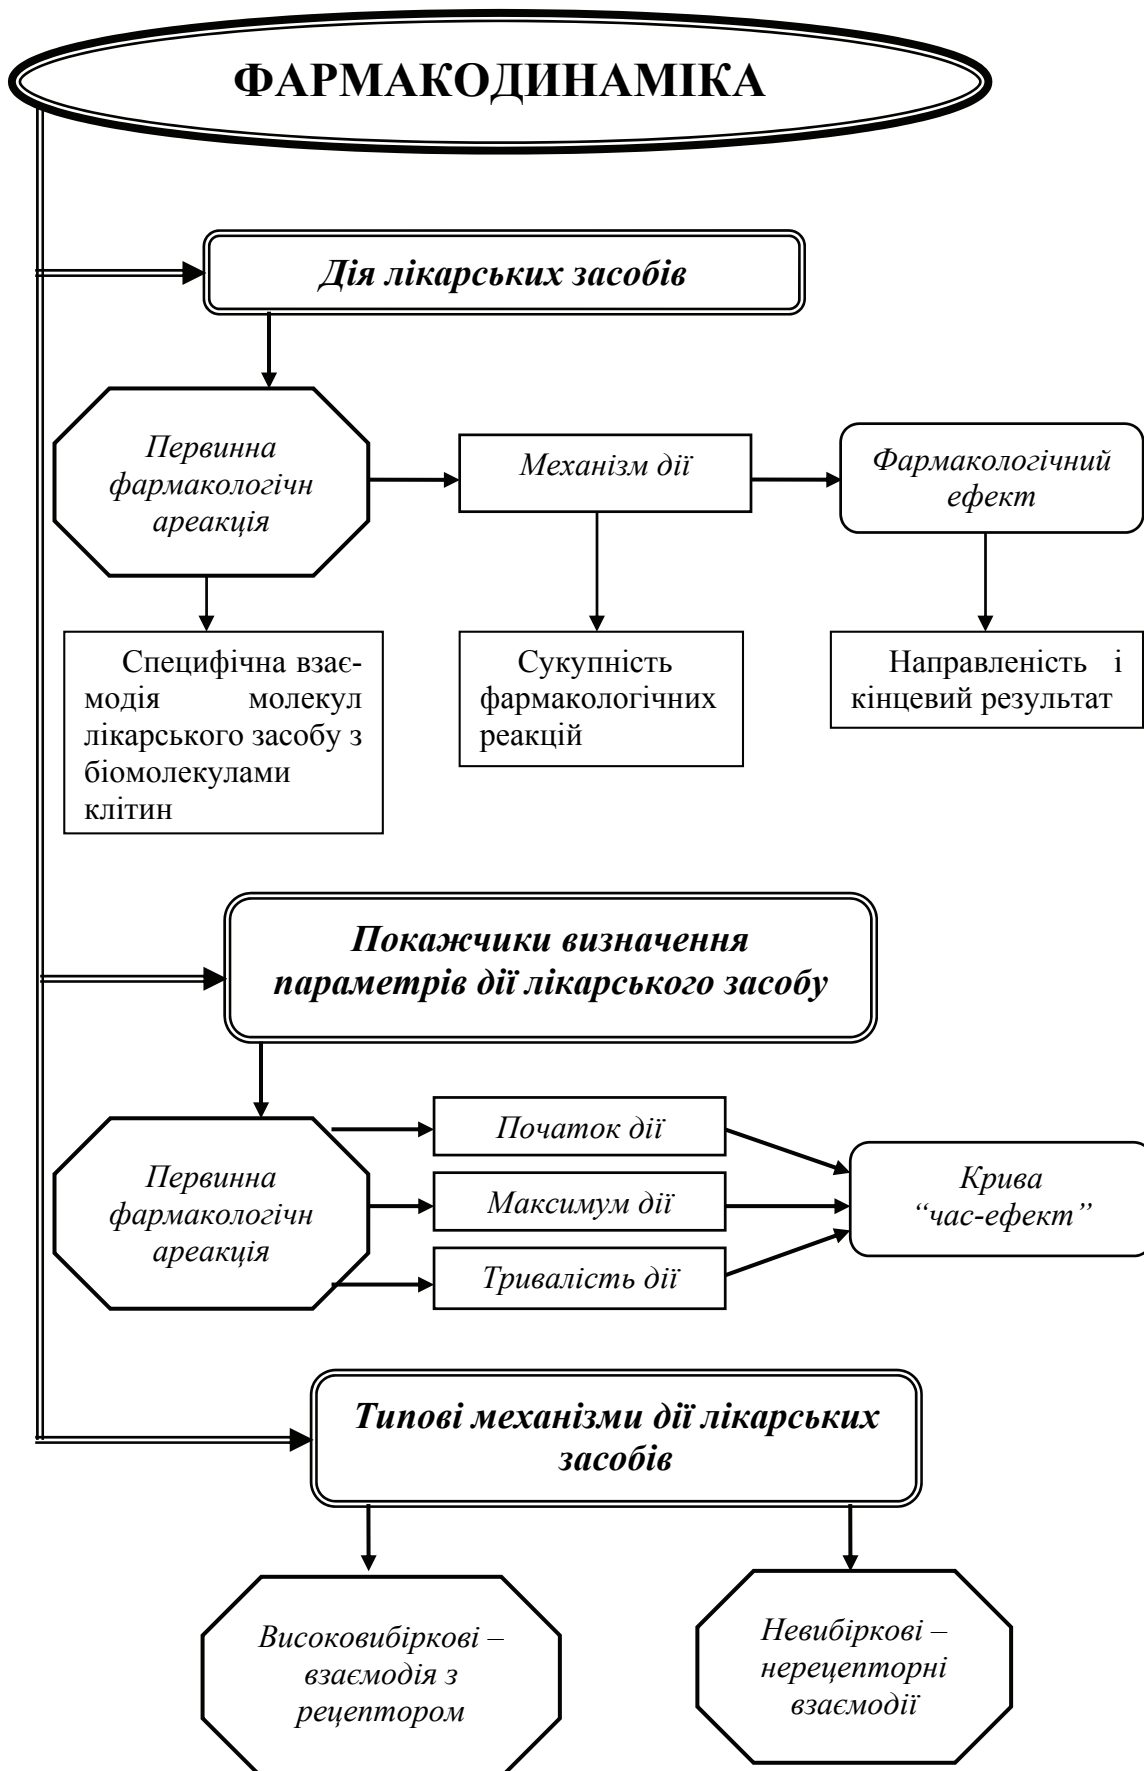 ФАРМАКОДИНАМІКА
Дія лікарських засобів
Первинна
фармакологічн
ареакція
Механізм дії
Фармакологічний
ефект
Специфічна взає-
модія молекул
лікарського засобу з
біомолекулами
клітин
Сукупність
фармакологічних
реакцій
Направленість і
кінцевий результат
Покажчики визначення
параметрів дії лікарського засобу
Первинна
фармакологічн
ареакція
Початок дії
Максимум дії
Тривалість дії
Крива
“час-ефект”
Типові механізми дії лікарських
засобів
Високовибіркові –
взаємодія з
рецептором
Невибіркові –
нерецепторні
взаємодії